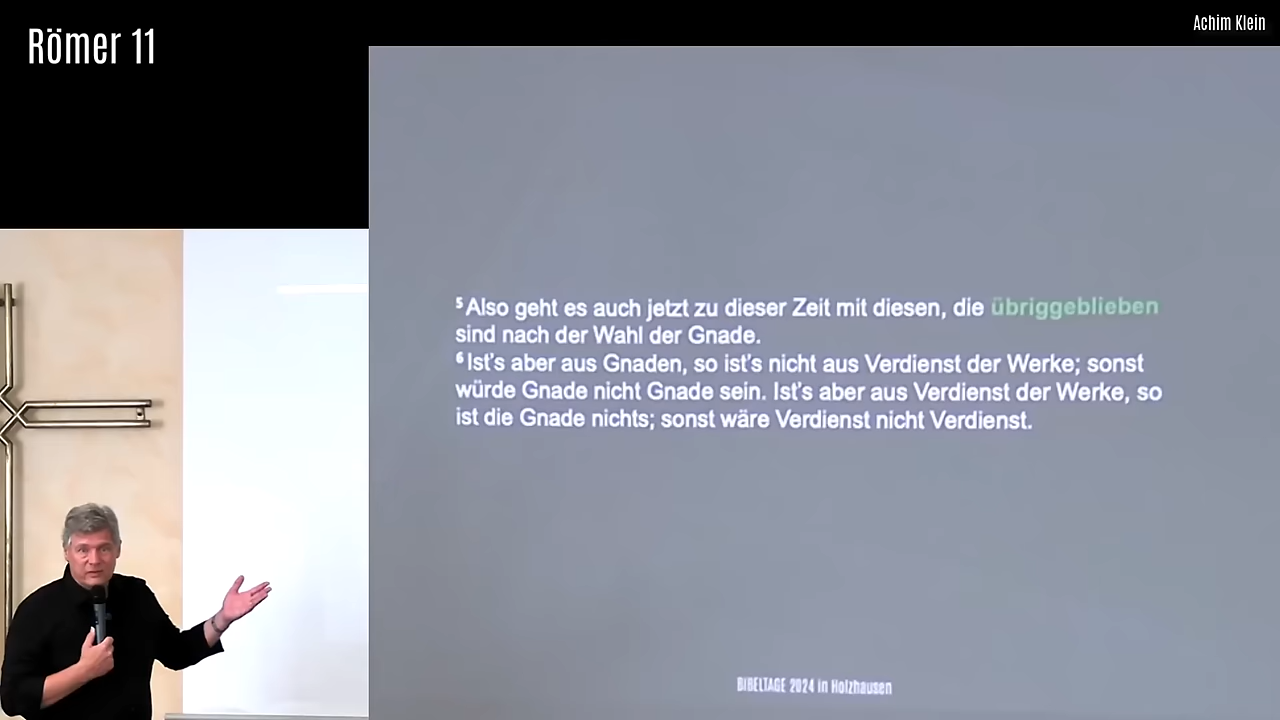 Römer 11
Achim Klein
⁵Also geht es auch jetzt zu dieser Zeit mit diesen, die übriggeblieben
sind nach der Wahl der Gnade.
⁶Ist's aber aus Gnaden, so ist's nicht aus Verdienst der Werke; sonst
würde Gnade nicht Gnade sein. Ist's aber aus Verdienst der Werke, so
ist die Gnade nichts; sonst wäre Verdienst nicht Verdienst.
BIBELTAGE 2024 in Holzhausen